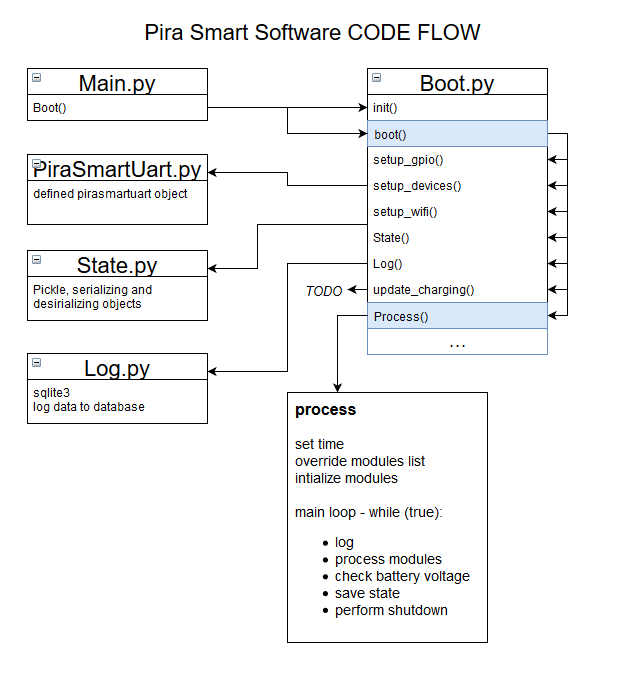 Pira Smart Software CODE FLOW
Main.py
Boot()
PiraSmartUart.py
defined pirasmartuart object
State.py
Pickle, serializing and
desirializing objects
Log.py
sqlite3
log data to database
Boot.py
init()
boot()
setup_gpio()
setup_devices()
setup_wifi()
State()
Log()
TODO
update_charging()
Process()
...
process
set time
override modules list
intialize modules
main loop - while (true):
• log
• process modules
• check battery voltage
• save state
• perform shutdown